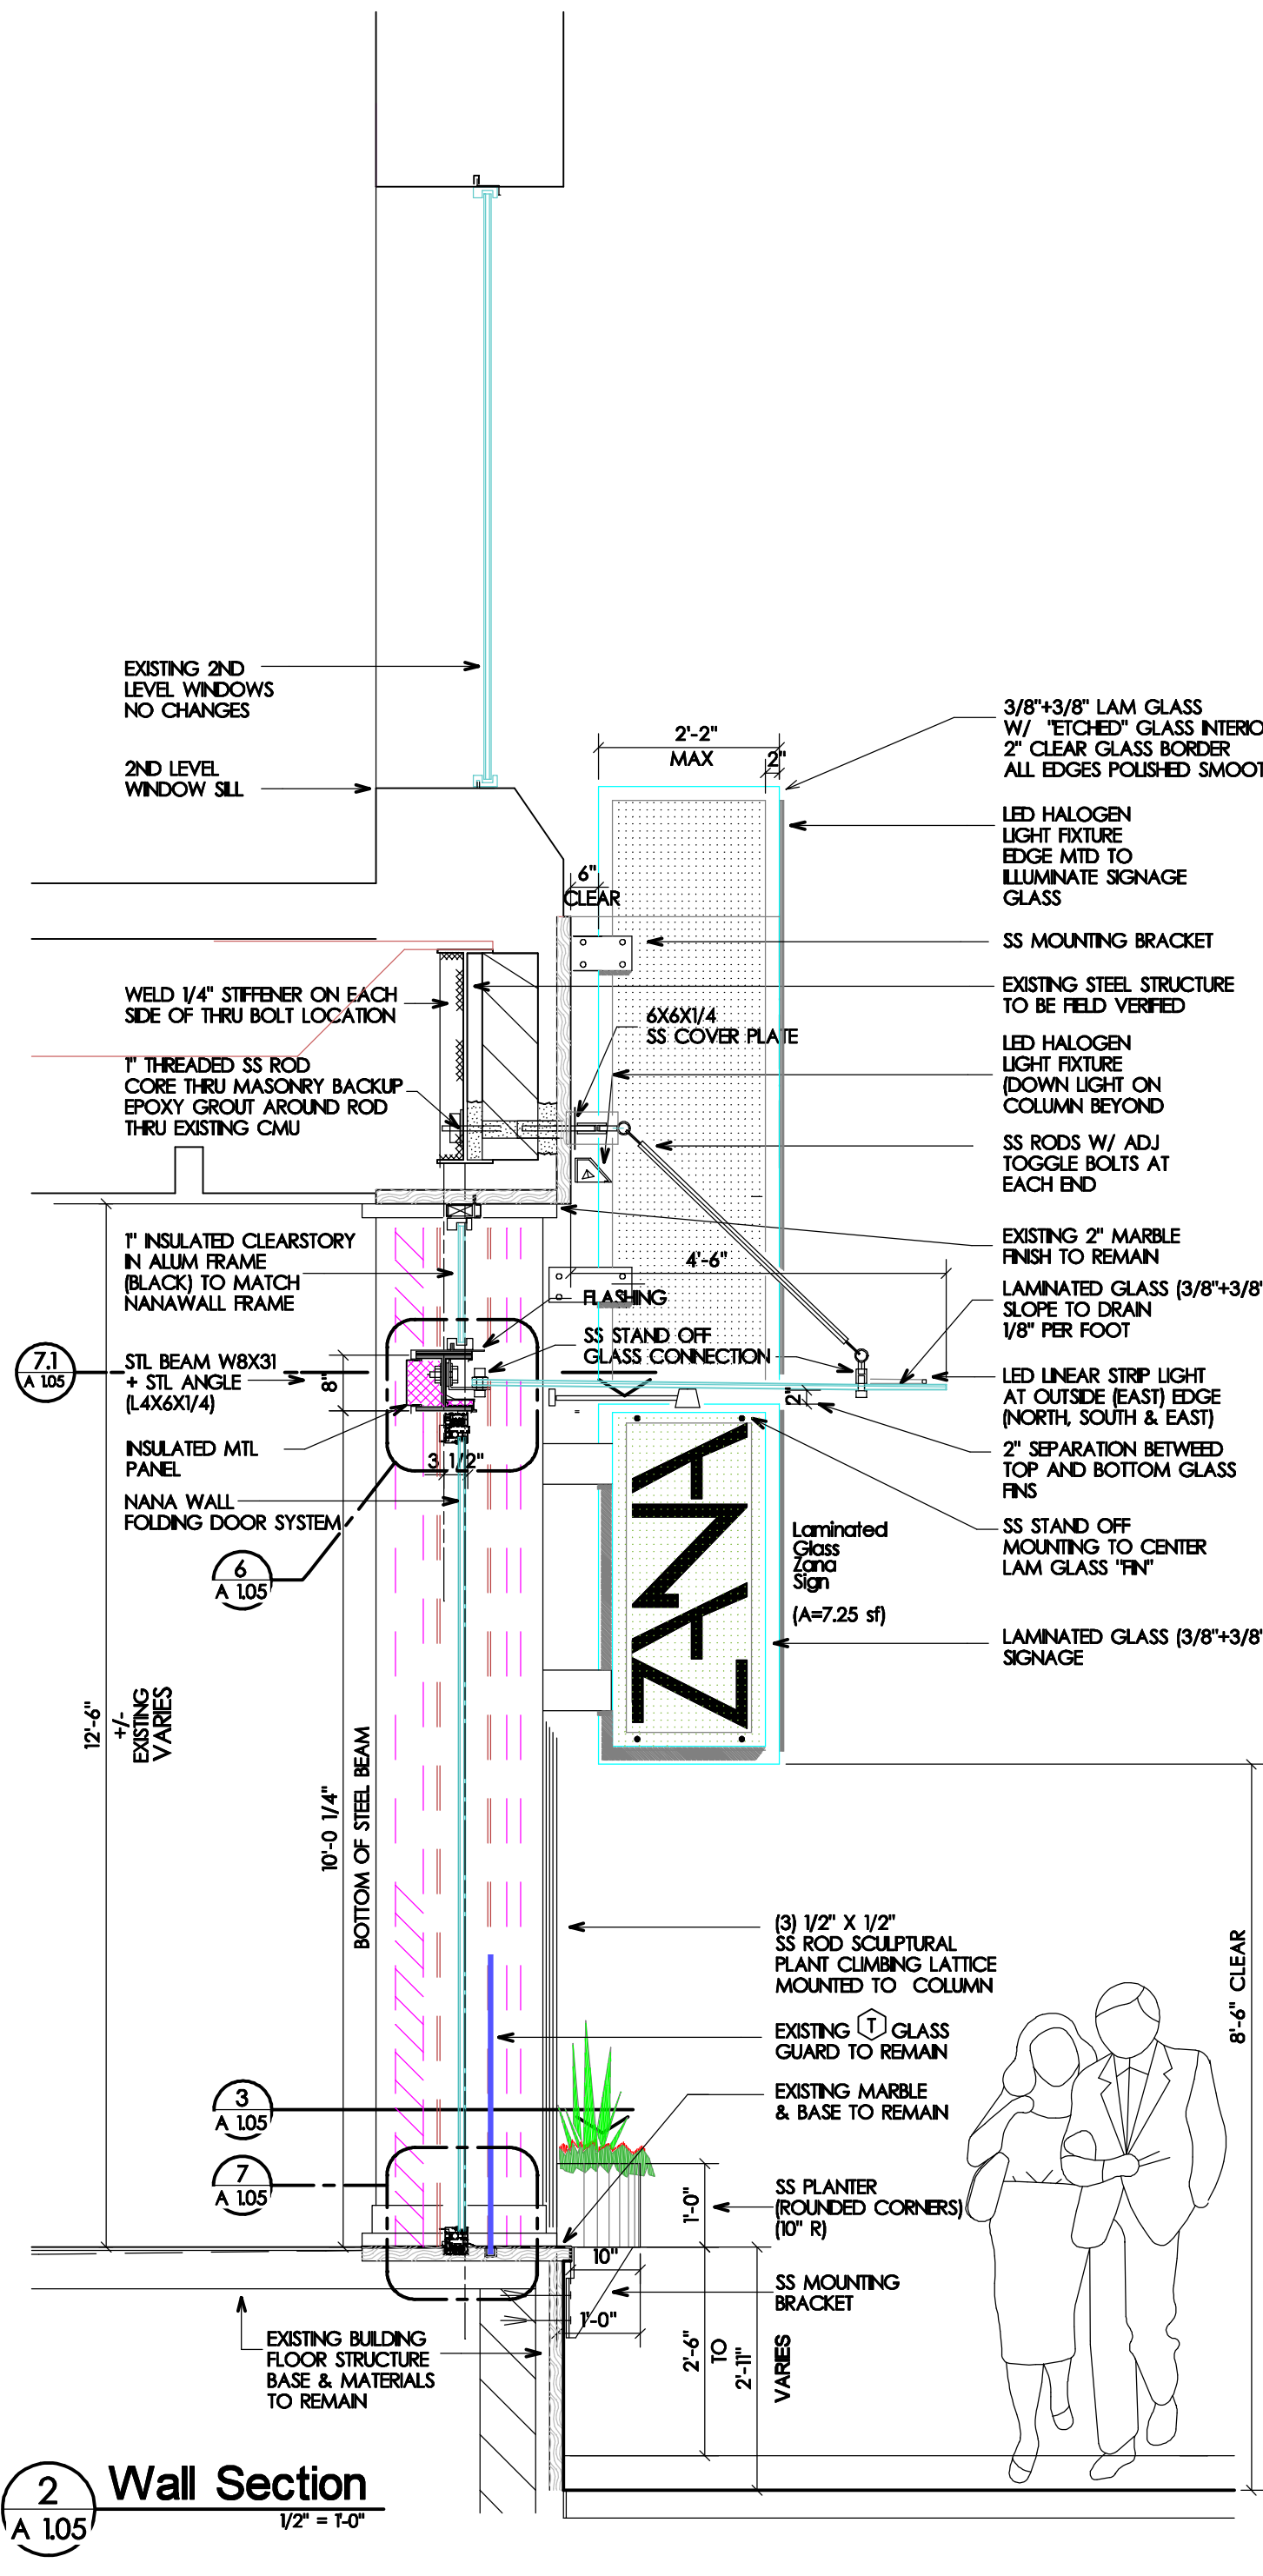 EXISTING 2ND
LEVEL WINDOWS
NO CHANGES
2ND LEVEL
WINDOW SILL
2'-2"
MAX
2"
3/8"+3/8" LAM GLASS
W/ "ETCHED" GLASS INTERIO
2" CLEAR GLASS BORDER
ALL EDGES POLISHED SMOOT
LED HALOGEN
LIGHT FIXTURE
EDGE MTD TO
ILLUMINATE SIGNAGE
GLASS
6"
CLEAR
SS MOUNTING BRACKET
WELD 1/4" STIFFENER ON EACH
SIDE OF THRU BOLT LOCATION
EXISTING STEEL STRUCTURE
TO BE FIELD VERIFIED
6X6X1/4
SS COVER PLATE
1" THREADED SS ROD
CORE THRU MASONRY BACKUP
EPOXY GROUT AROUND ROD
THRU EXISTING CMU
LED HALOGEN
LIGHT FIXTURE
(DOWN LIGHT ON
COLUMN BEYOND
SS RODS W/ ADJ
TOGGLE BOLTS AT
EACH END
1" INSULATED CLEARSTORY
IN ALUM FRAME
(BLACK) TO MATCH
NANAWALL FRAME
EXISTING 2" MARBLE
FINISH TO REMAIN
4'-6"
FLASHING
LAMINATED GLASS (3/8"+3/8"
SLOPE TO DRAIN
1/8" PER FOOT
SS STAND OFF
GLASS CONNECTION
7.1
A 1.05
STL BEAM W8X31
+ STL ANGLE
(L4X6X1/4)
8"
LED LINEAR STRIP LIGHT
AT OUTSIDE (EAST) EDGE
(NORTH, SOUTH & EAST)
2"
INSULATED MTL
PANEL
3 1/2"
2" SEPARATION BETWEED
TOP AND BOTTOM GLASS
FINS
NANA WALL
FOLDING DOOR SYSTEM
SS STAND OFF
MOUNTING TO CENTER
LAM GLASS "FIN"
6
A 1.05
ZANA
Laminated
Glass
Zana
Sign
(A=7.25 sf)
LAMINATED GLASS (3/8"+3/8"
SIGNAGE
12'-6"
+/-
EXISTING
VARIES
10'-0 1/4"
BOTTOM OF STEEL BEAM
(3) 1/2" X 1/2"
SS ROD SCULPTURAL
PLANT CLIMBING LATTICE
MOUNTED TO COLUMN
8'-6" CLEAR
EXISTING T GLASS
GUARD TO REMAIN
EXISTING MARBLE
& BASE TO REMAIN
3
A 1.05
7
A 1.05
1'-0"
SS PLANTER
(ROUNDED CORNERS)
(10" R)
10"
SS MOUNTING
BRACKET
1'-0"
2'-6"
TO
2'-11"
VARIES
EXISTING BUILDING
FLOOR STRUCTURE
BASE & MATERIALS
TO REMAIN
2
A 1.05
Wall Section
1/2" = 1'-0"